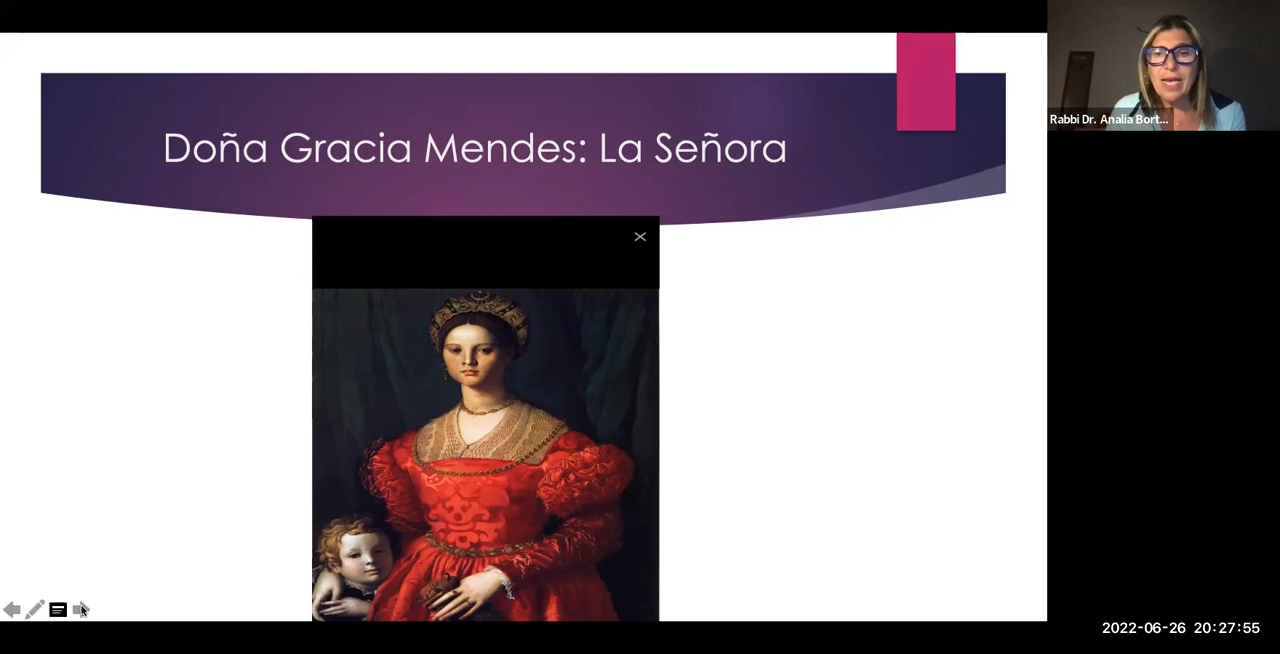 Doña Gracia Mendes: La Señora
Rabbi Dr. Analia Bort...
2022-06-26 20:27:55